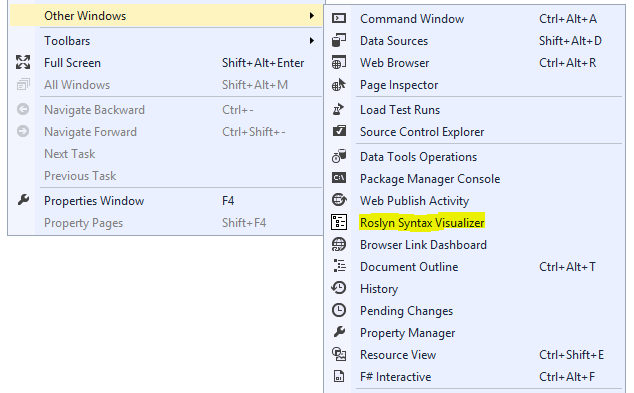 Other Windows
Toolbars
Full Screen Shift+Alt+Enter
All Windows Shift+Alt+M
Navigate Backward Ctrl+-
Navigate Forward Ctrl+Shift+-
Next Task
Previous Task
Properties Window F4
Property Pages Shift+F4
Command Window Ctrl+Alt+A
Data Sources Shift+Alt+D
Web Browser Ctrl+Alt+R
Page Inspector
Load Test Runs
Source Control Explorer
Data Tools Operations
C:\ Package Manager Console
Web Publish Activity
Roslyn Syntax Visualizer
Browser Link Dashboard
Document Outline Ctrl+Alt+T
History
Pending Changes
Property Manager
Resource View Ctrl+Shift+E
F# Interactive Ctrl+Alt+F